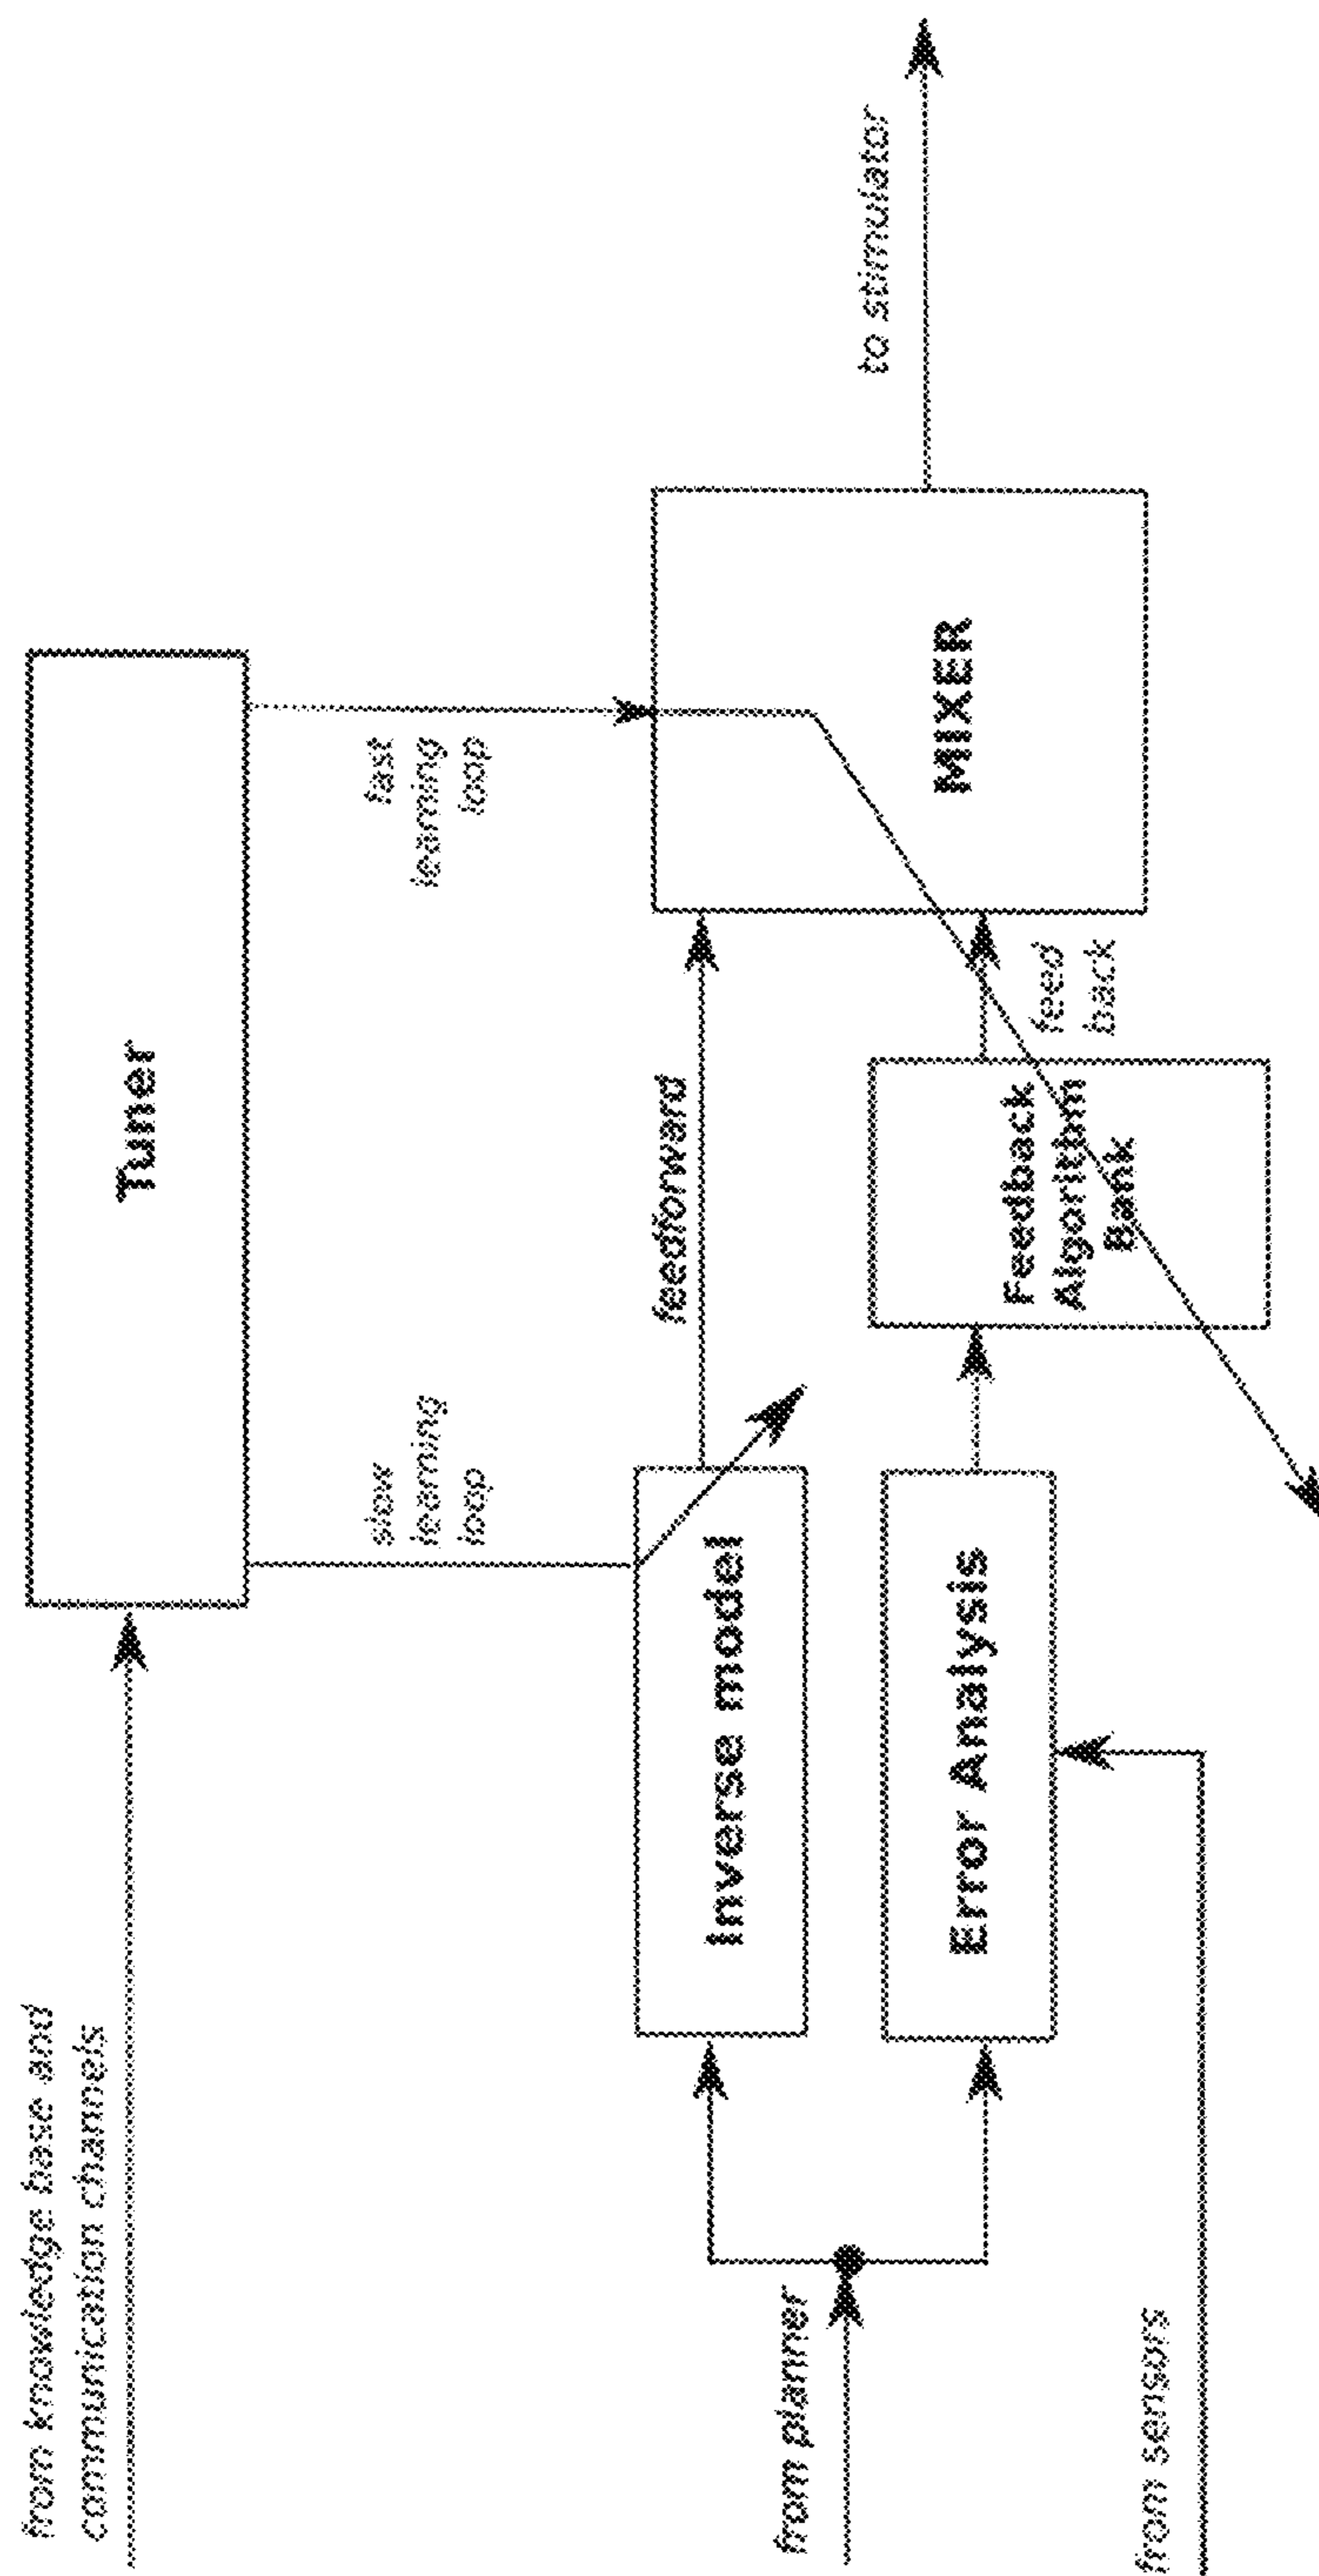 from knowledge base and
communication channels
Tuner
slow
learning
loop
fast
learning
loop
from planner
Inverse model
feedforward
MIXER
to stimulator
Error Analysis
Feedback
Algorithm
Bank
feed
back
from sensors